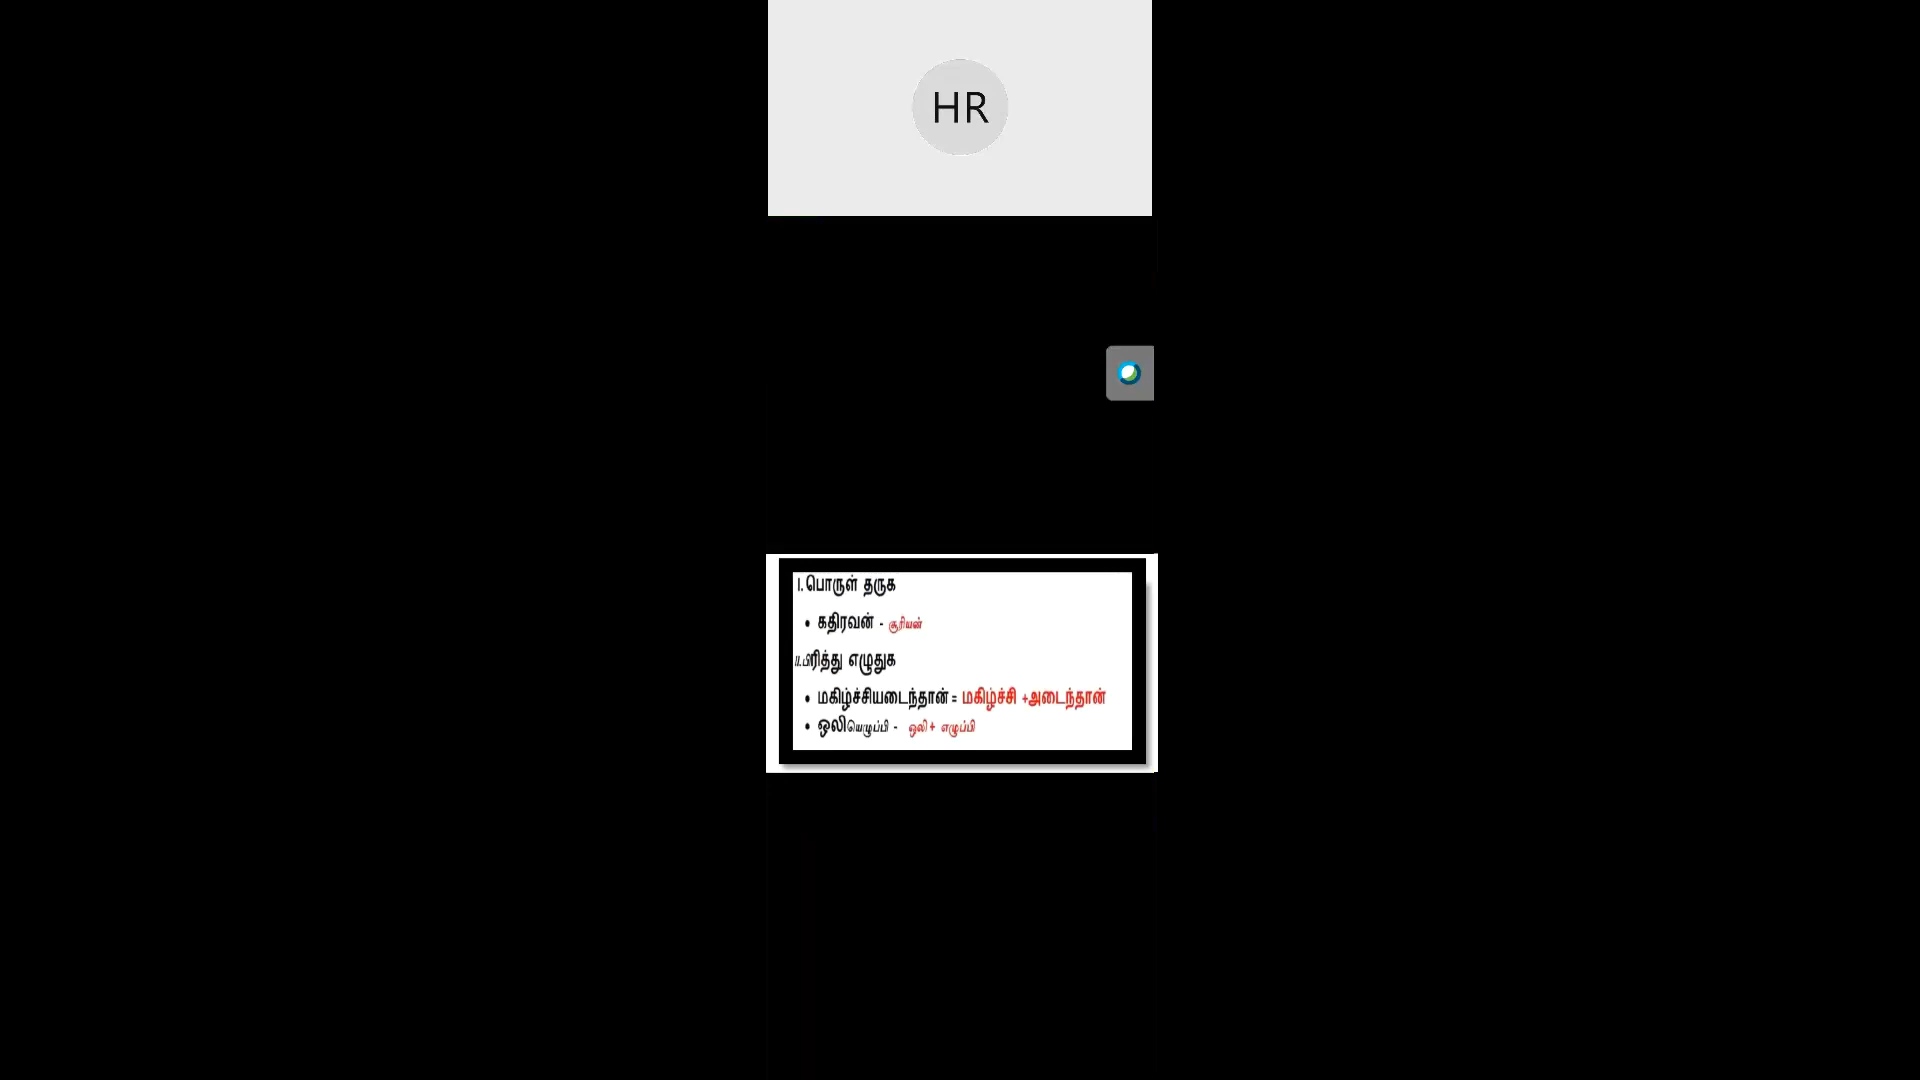 HR
I. பொருள் தருக
• கதிரவன் - சூரியன்
II. பிரித்து எழுதுக
• மகிழ்ச்சியடைந்தான் = மகிழ்ச்சி +அடைந்தான்
• ஒலியெழுப்பி - ஒலி + எழுப்பி